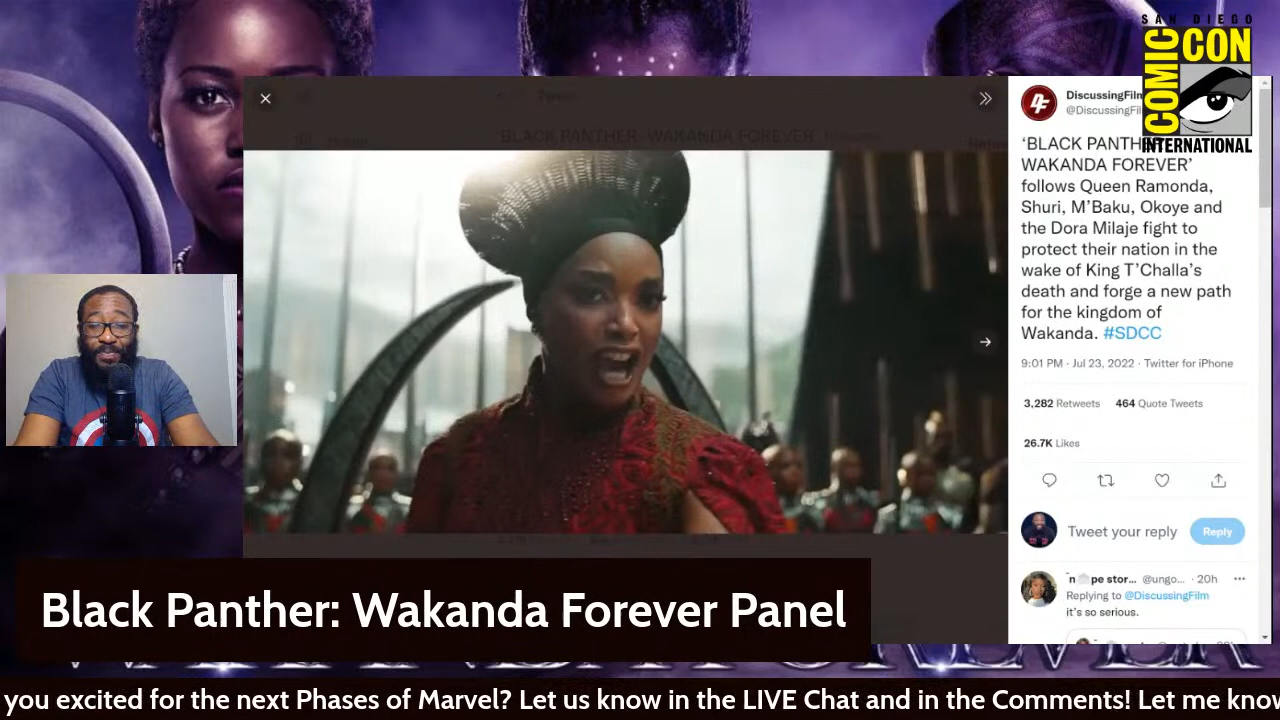 SAN DIEGO
COMIC CON
INTERNATIONAL
DiscussingFilm
‘BLACK PANTHER:
WAKANDA FOREVER’
follows Queen Ramonda,
Shuri, M’Baku, Okoye and
the Dora Milaje fight to
protect their nation in the
wake of King T’Challa’s
death and forge a new path
for the kingdom of
Wakanda. #SDCC
9:01 PM · Jul 23, 2022 · Twitter for iPhone
3,282 Retweets 464 Quote Tweets
26.7K Likes
Tweet your reply Reply
pe stor... @ungo... · 20h
Replying to @DiscussingFilm
it’s so serious.
Black Panther: Wakanda Forever Panel
you excited for the next Phases of Marvel? Let us know in the LIVE Chat and in the Comments! Let me know